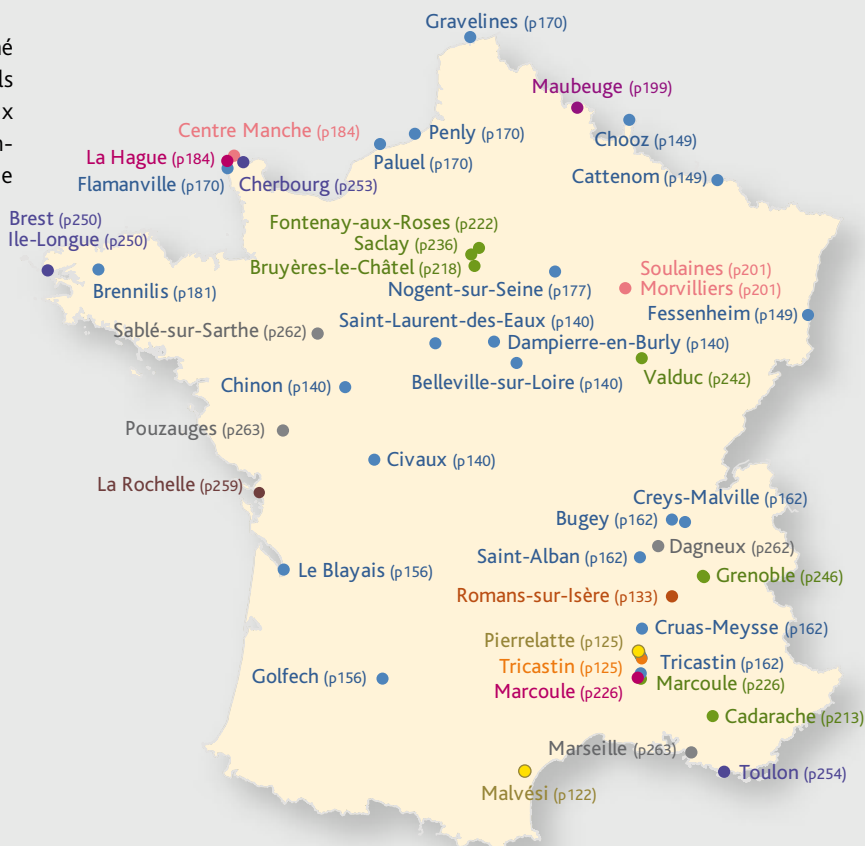 é
ls
x
n-
e
Gravelines (p170)
Maubeuge (p199)
Centre Manche (p184)
Penly (p170)
Chooz (p149)
La Hague (p184)
Paluel (p170)
Flamanville (p170)
Cherbourg (p253)
Cattenom (p149)
Brest (p250)
Ile-Longue (p250)
Fontenay-aux-Roses (p222)
Saclay (p236)
Bruyères-le-Châtel (p218)
Soulaines (p201)
Morvilliers (p201)
Brennilis (p181)
Nogent-sur-Seine (p177)
Fessenheim (p149)
Sablé-sur-Sarthe (p262)
Saint-Laurent-des-Eaux (p140)
Dampierre-en-Burly (p140)
Chinon (p140)
Belleville-sur-Loire (p140)
Valduc (p242)
Pouzauges (p263)
Civaux (p140)
La Rochelle (p259)
Creys-Malville (p162)
Bugey (p162)
Dagneux (p262)
Saint-Alban (p162)
Le Blayais (p156)
Grenoble (p246)
Romans-sur-Isère (p133)
Cruas-Meysse (p162)
Pierrelatte (p125)
Tricastin (p125)
Tricastin (p162)
Golfech (p156)
Marcoule (p226)
Marcoule (p226)
Cadarache (p213)
Marseille (p263)
Toulon (p254)
Malvési (p122)